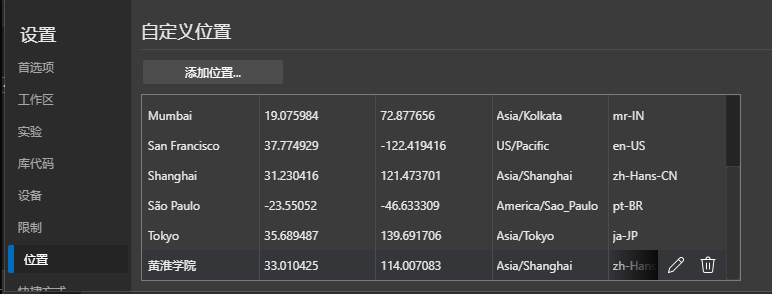 设置
首选项
工作区
实验
库代码
设备
限制
位置
快捷方式
自定义位置
添加位置...
Mumbai 19.075984 72.877656 Asia/Kolkata mr-IN
San Francisco 37.774929 -122.419416 US/Pacific en-US
Shanghai 31.230416 121.473701 Asia/Shanghai zh-Hans-CN
São Paulo -23.55052 -46.633309 America/Sao_Paulo pt-BR
Tokyo 35.689487 139.691706 Asia/Tokyo ja-JP
黄淮学院 33.010425 114.007083 Asia/Shanghai zh-Hans